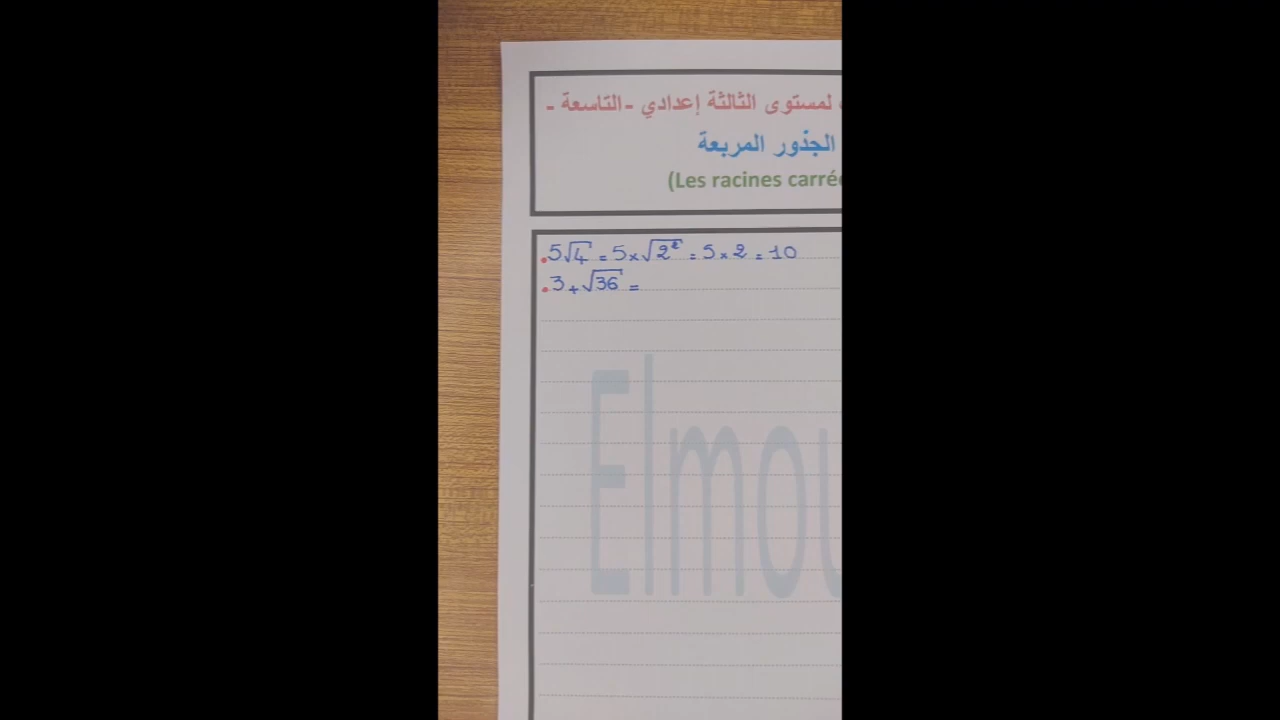 لمستوى الثالثة إعدادي - التاسعة -
الجذور المربعة
(Les racines carré
.5√4 = 5×√2² = 5×2 = 10
.3+√36 =
Elmou